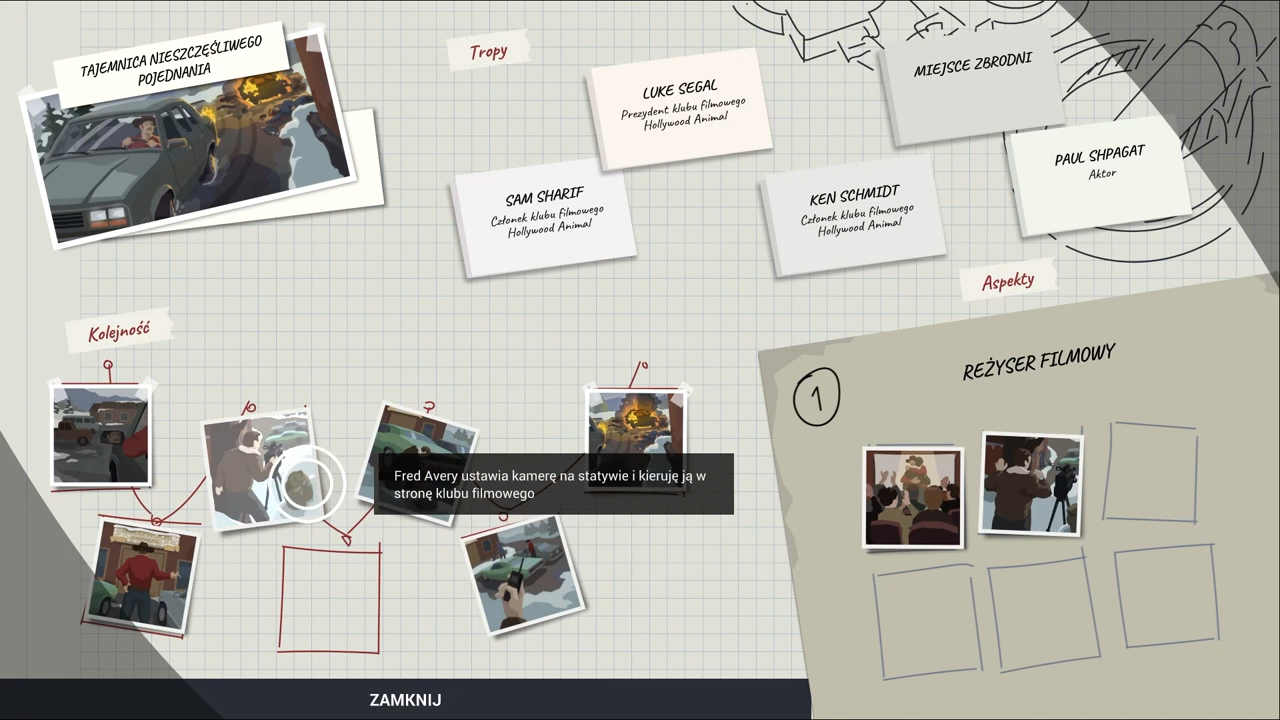 TAJEMNICA NIESZCZĘŚLIWEGO
POJEDNANIA
Tropy
LUKE SEGAL
Prezydent klubu filmowego
Hollywood Animal
MIEJSCE ZBRODNI
SAM SHARIF
Członek klubu filmowego
Hollywood Animal
KEN SCHMIDT
Członek klubu filmowego
Hollywood Animal
PAUL SHPAGAT
Aktor
Aspekty
Kolejność
REŻYSER FILMOWY
1
Fred Avery ustawia kamerę na statywie i kieruję ją w
stronę klubu filmowego
ZAMKNIJ